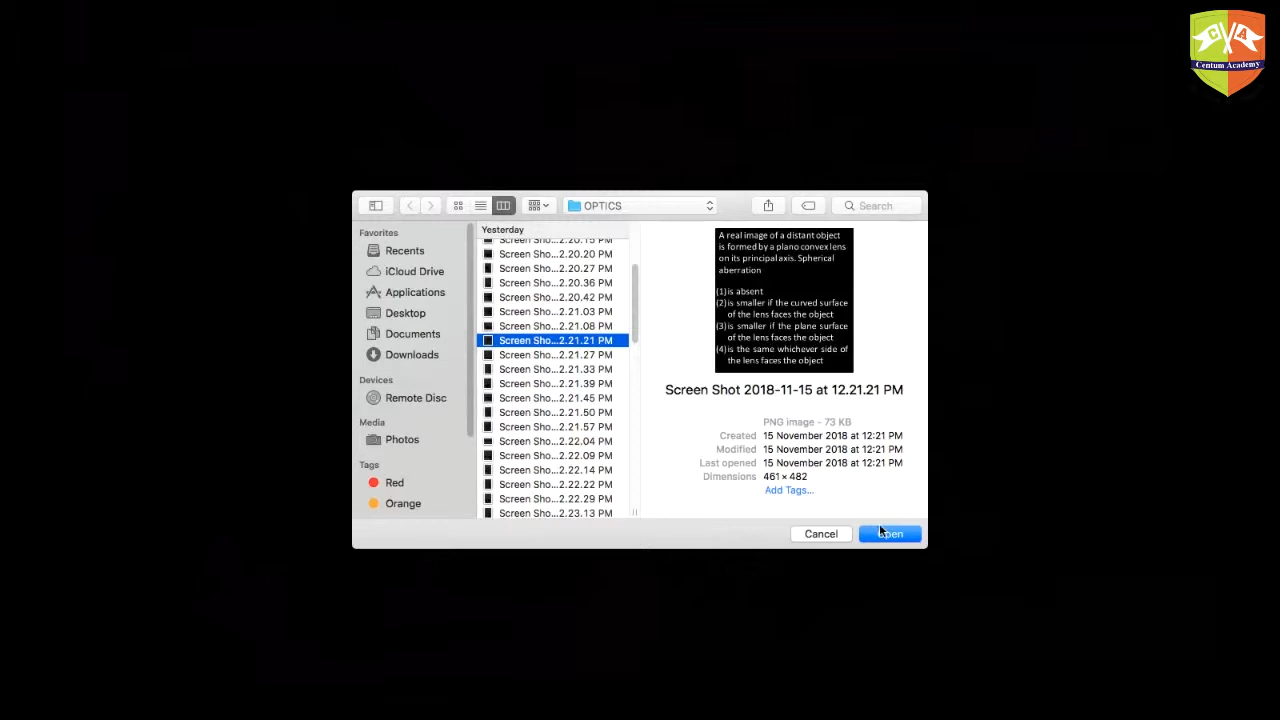 C A
Centum Academy
OPTICS
Search
Favorites
Recents
iCloud Drive
Applications
Desktop
Documents
Downloads
Devices
Remote Disc
Media
Photos
Tags
Red
Orange
Yesterday
Screen Sho...2.20.15 PM
Screen Sho...2.20.20 PM
Screen Sho...2.20.27 PM
Screen Sho...2.20.36 PM
Screen Sho...2.20.42 PM
Screen Sho...2.21.03 PM
Screen Sho...2.21.08 PM
Screen Sho...2.21.21 PM
Screen Sho...2.21.27 PM
Screen Sho...2.21.33 PM
Screen Sho...2.21.39 PM
Screen Sho...2.21.45 PM
Screen Sho...2.21.50 PM
Screen Sho...2.21.57 PM
Screen Sho...2.22.04 PM
Screen Sho...2.22.09 PM
Screen Sho...2.22.14 PM
Screen Sho...2.22.22 PM
Screen Sho...2.22.29 PM
Screen Sho...2.23.13 PM
A real image of a distant object
is formed by a plano convex lens
on its principal axis. Spherical
aberration
(1) is absent
(2) is smaller if the curved surface
of the lens faces the object
(3) is smaller if the plane surface
of the lens faces the object
(4) is the same whichever side of
the lens faces the object
Screen Shot 2018-11-15 at 12.21.21 PM
PNG image - 73 KB
Created 15 November 2018 at 12:21 PM
Modified 15 November 2018 at 12:21 PM
Last opened 15 November 2018 at 12:21 PM
Dimensions 461 × 482
Add Tags...
Cancel
Open